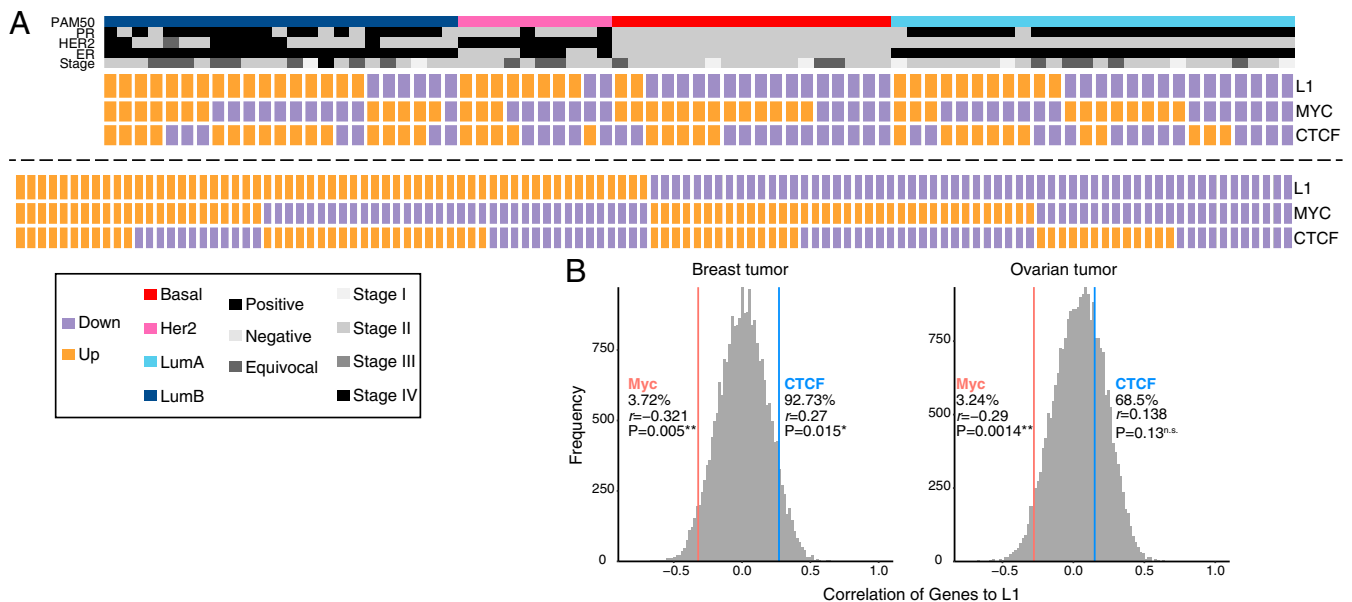 A
PAM50
PR
HER2
ER
Stage
L1
MYC
CTCF
L1
MYC
CTCF
Down
Up
Basal
Her2
LumA
LumB
Positive
Negative
Equivocal
Stage I
Stage II
Stage III
Stage IV
B
Breast tumor
Ovarian tumor
Frequency
750
500
250
0
Myc
3.72%
r=−0.321
P=0.005**
CTCF
92.73%
r=0.27
P=0.015*
−0.5
0.0
0.5
1.0
750
500
250
0
Myc
3.24%
r=−0.29
P=0.0014**
CTCF
68.5%
r=0.138
P=0.13n.s.
−0.5
0.0
0.5
1.0
Correlation of Genes to L1